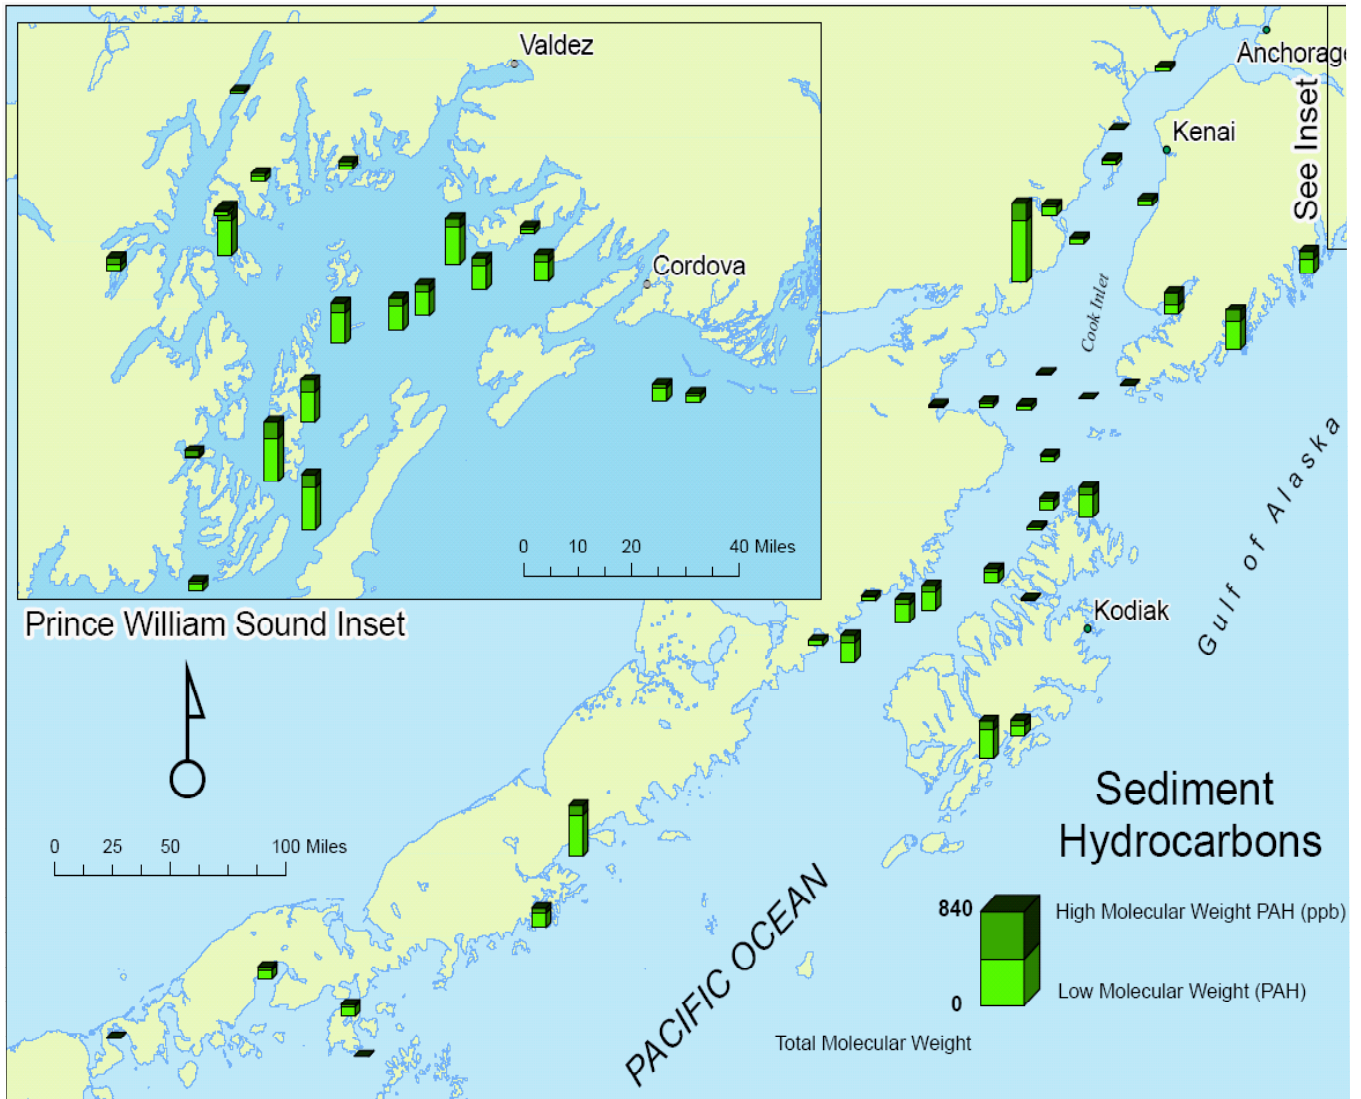 Valdez
Cordova
0 10 20 40 Miles
Prince William Sound Inset
Anchorage
Kenai
See Inset
Cook Inlet
Gulf of Alaska
Kodiak
0 25 50 100 Miles
PACIFIC OCEAN
Sediment
Hydrocarbons
840
High Molecular Weight PAH (ppb)
Low Molecular Weight (PAH)
0
Total Molecular Weight